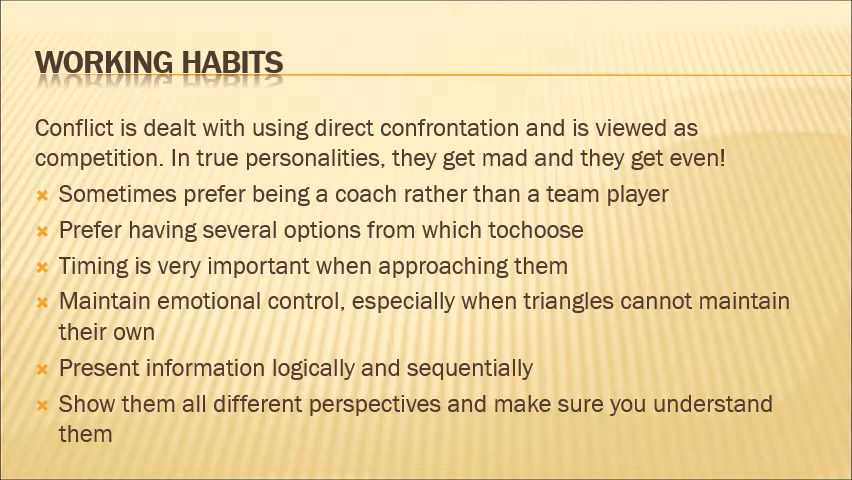 WORKING HABITS
Conflict is dealt with using direct confrontation and is viewed as
competition. In true personalities, they get mad and they get even!
Sometimes prefer being a coach rather than a team player
Prefer having several options from which tochoose
Timing is very important when approaching them
Maintain emotional control, especially when triangles cannot maintain
their own
Present information logically and sequentially
Show them all different perspectives and make sure you understand
them